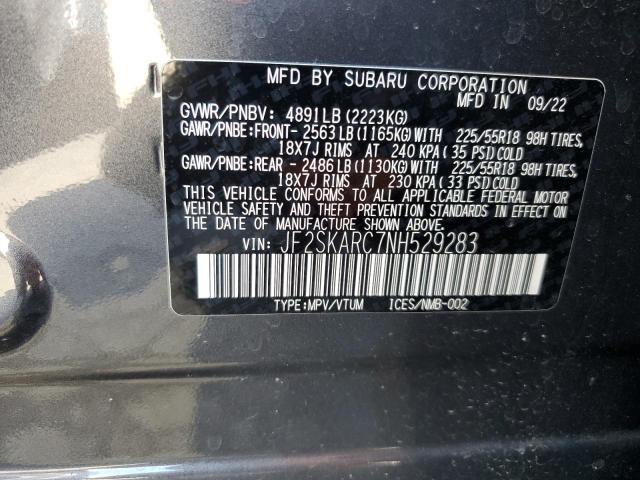 MFD BY SUBARU CORPORATION
MFD IN 09/22
GVWR/PNBV: 4891LB (2223KG)
GAWR/PNBE:FRONT- 2563LB (1165KG) WITH 225/55R18 98H TIRES,
18X7J RIMS AT 240 KPA (35 PSI) COLD
GAWR/PNBE:REAR - 2486LB (1130KG) WITH 225/55R18 98H TIRES,
18X7J RIMS AT 230 KPA (33 PSI) COLD
THIS VEHICLE CONFORMS TO ALL APPLICABLE FEDERAL MOTOR
VEHICLE SAFETY AND THEFT PREVENTION STANDARDS IN EFFECT ON
THE DATE OF MANUFACTURE SHOWN ABOVE.
VIN: JF2SKARC7NH529283
TYPE:MPV/VTUM ICES/NMB-002